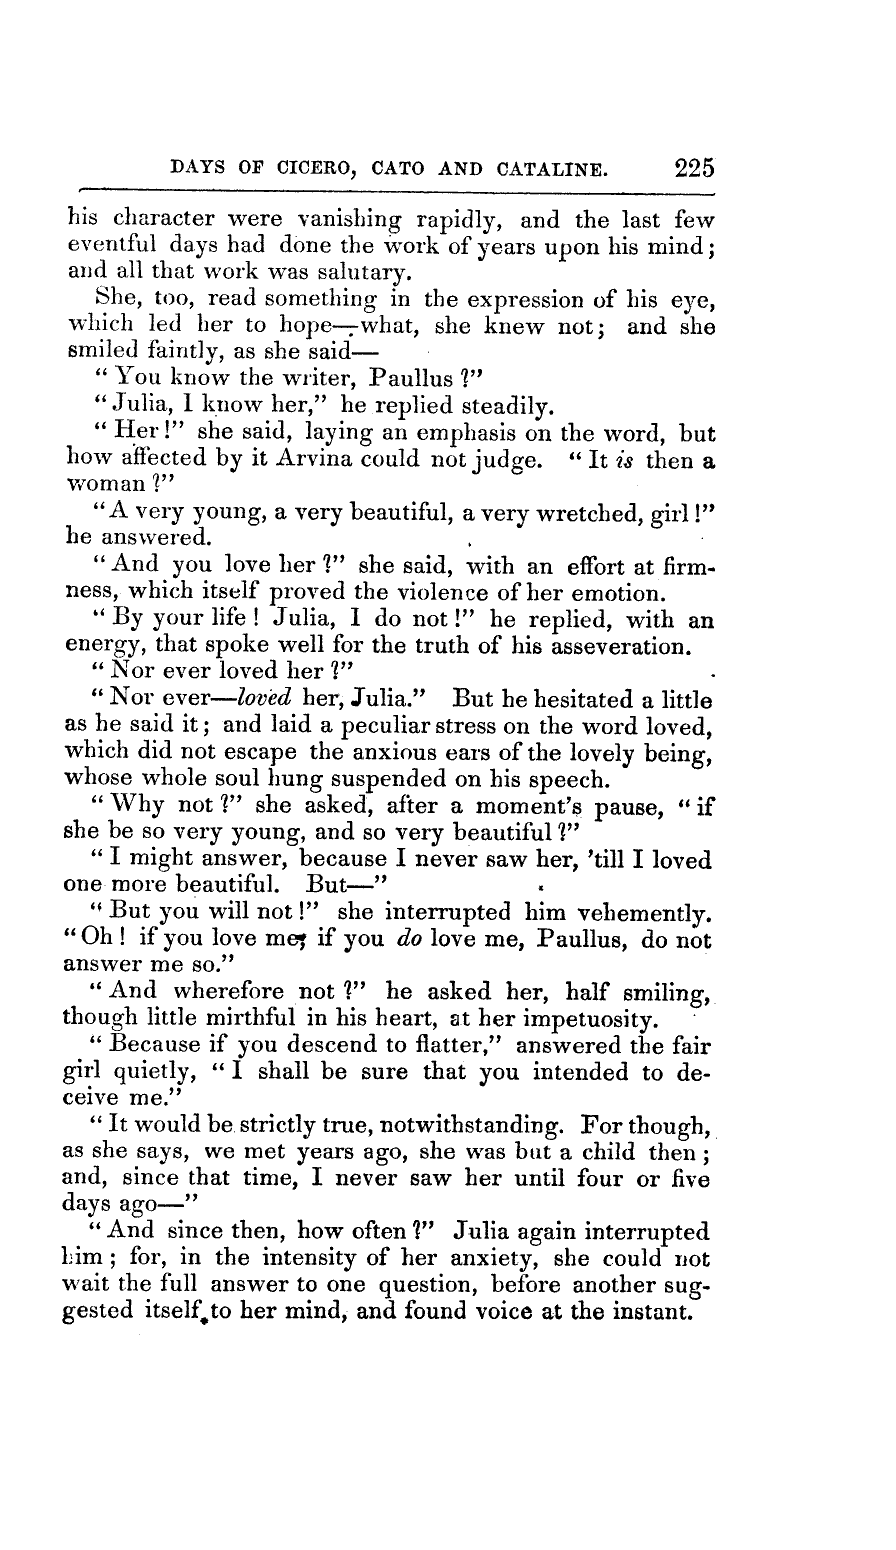 DAYS OF CICERO, CATO AND CATALINE. 225
his character were vanishing rapidly, and the last few
eventful days had done the work of years upon his mind;
and all that work was salutary.
She, too, read something in the expression of his eye,
which led her to hope—what, she knew not; and she
smiled faintly, as she said—
“You know the writer, Paullus?”
“Julia, I know her,” he replied steadily.
“Her!” she said, laying an emphasis on the word, but
how affected by it Arvina could not judge. “It is then a
woman?”
“A very young, a very beautiful, a very wretched, girl!”
he answered.
“And you love her?” she said, with an effort at firm-
ness, which itself proved the violence of her emotion.
“By your life! Julia, I do not!” he replied, with an
energy, that spoke well for the truth of his asseveration.
“Nor ever loved her?”
“Nor ever—loved her, Julia.” But he hesitated a little
as he said it; and laid a peculiar stress on the word loved,
which did not escape the anxious ears of the lovely being,
whose whole soul hung suspended on his speech.
“Why not?” she asked, after a moment's pause, “if
she be so very young, and so very beautiful?”
“I might answer, because I never saw her, 'till I loved
one more beautiful. But—”
“But you will not!” she interrupted him vehemently.
“Oh! if you love me; if you do love me, Paullus, do not
answer me so.”
“And wherefore not?” he asked her, half smiling,
though little mirthful in his heart, at her impetuosity.
“Because if you descend to flatter,” answered the fair
girl quietly, “I shall be sure that you intended to de-
ceive me.”
“It would be strictly true, notwithstanding. For though,
as she says, we met years ago, she was but a child then;
and, since that time, I never saw her until four or five
days ago—”
“And since then, how often?” Julia again interrupted
him; for, in the intensity of her anxiety, she could not
wait the full answer to one question, before another sug-
gested itself to her mind, and found voice at the instant.